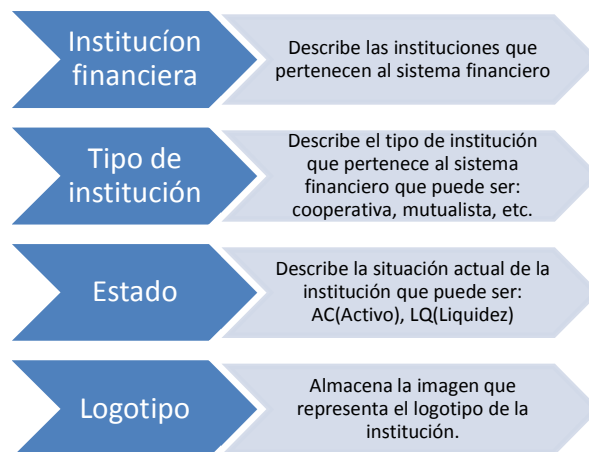 Institucíon
financiera
Describe las instituciones que
pertenecen al sistema financiero
Tipo de
institución
Describe el tipo de institución
que pertenece al sistema
financiero que puede ser:
cooperativa, mutualista, etc.
Estado
Describe la situación actual de la
institución que puede ser:
AC(Activo), LQ(Liquidez)
Logotipo
Almacena la imagen que
representa el logotipo de la
institución.